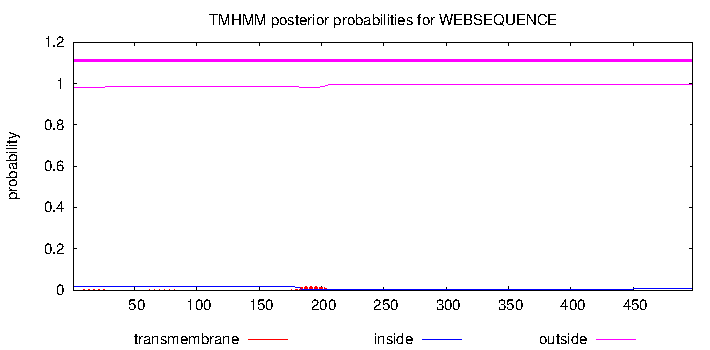 TMHMM posterior probabilities for WEBSEQUENCE
1.2
1
0.8
0.6
0.4
0.2
0
probability
50 100 150 200 250 300 350 400 450
transmembrane inside outside